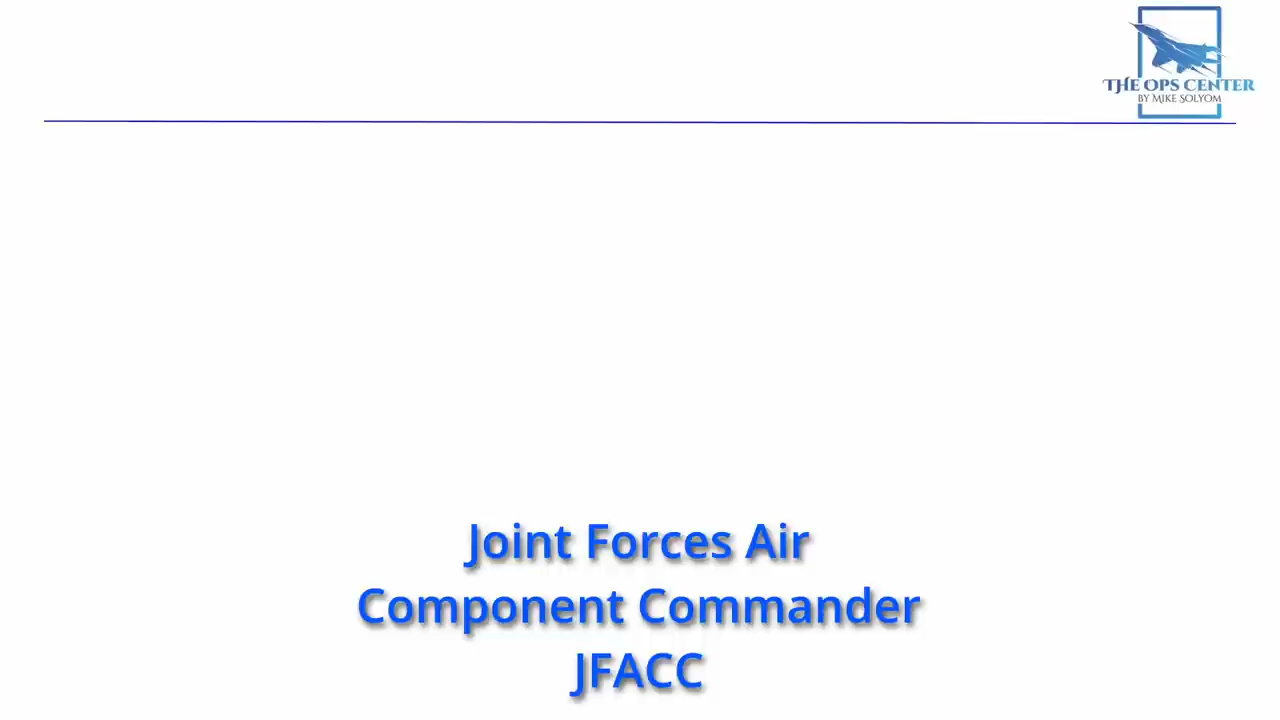 THE OPS CENTER
BY MIKE SOLYOM
Joint Forces Air
Component Commander
JFACC